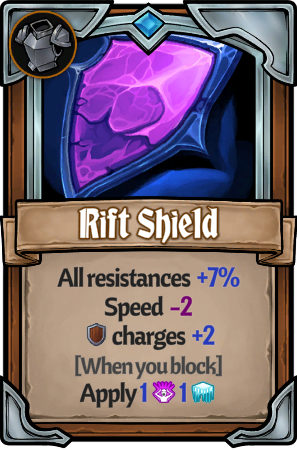 Rift Shield
All resistances +7%
Speed -2
charges +2
[When you block]
Apply 1 1